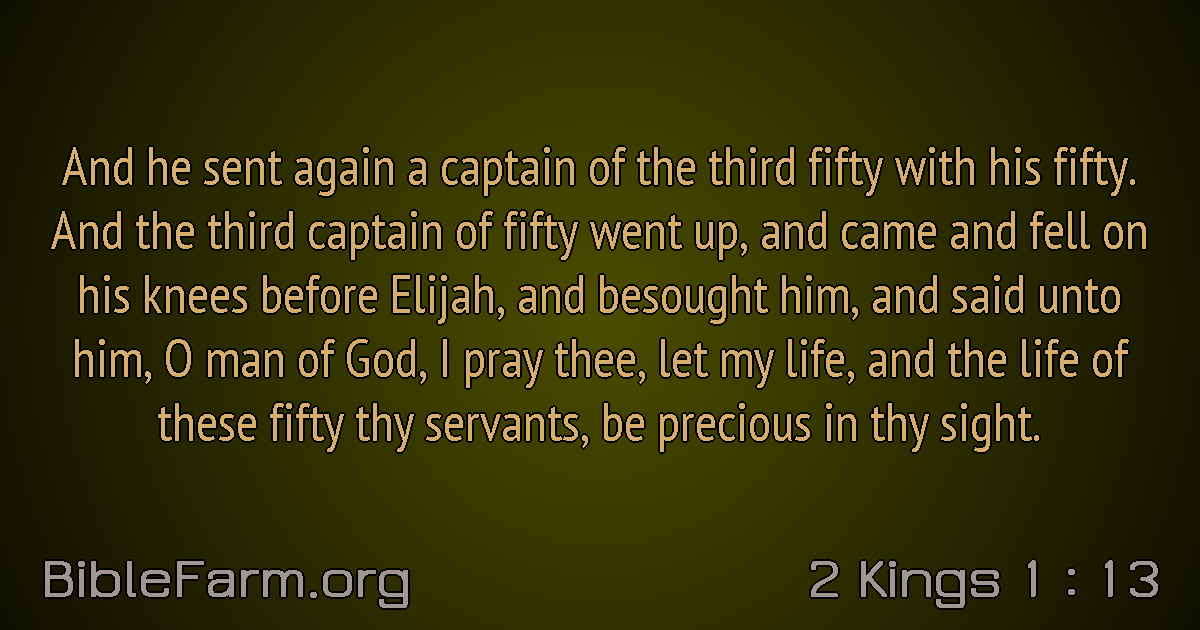 And he sent again a captain of the third fifty with his fifty.
And the third captain of fifty went up, and came and fell on
his knees before Elijah, and besought him, and said unto
him, O man of God, I pray thee, let my life, and the life of
these fifty thy servants, be precious in thy sight.
BibleFarm.org
2 Kings 1 : 13